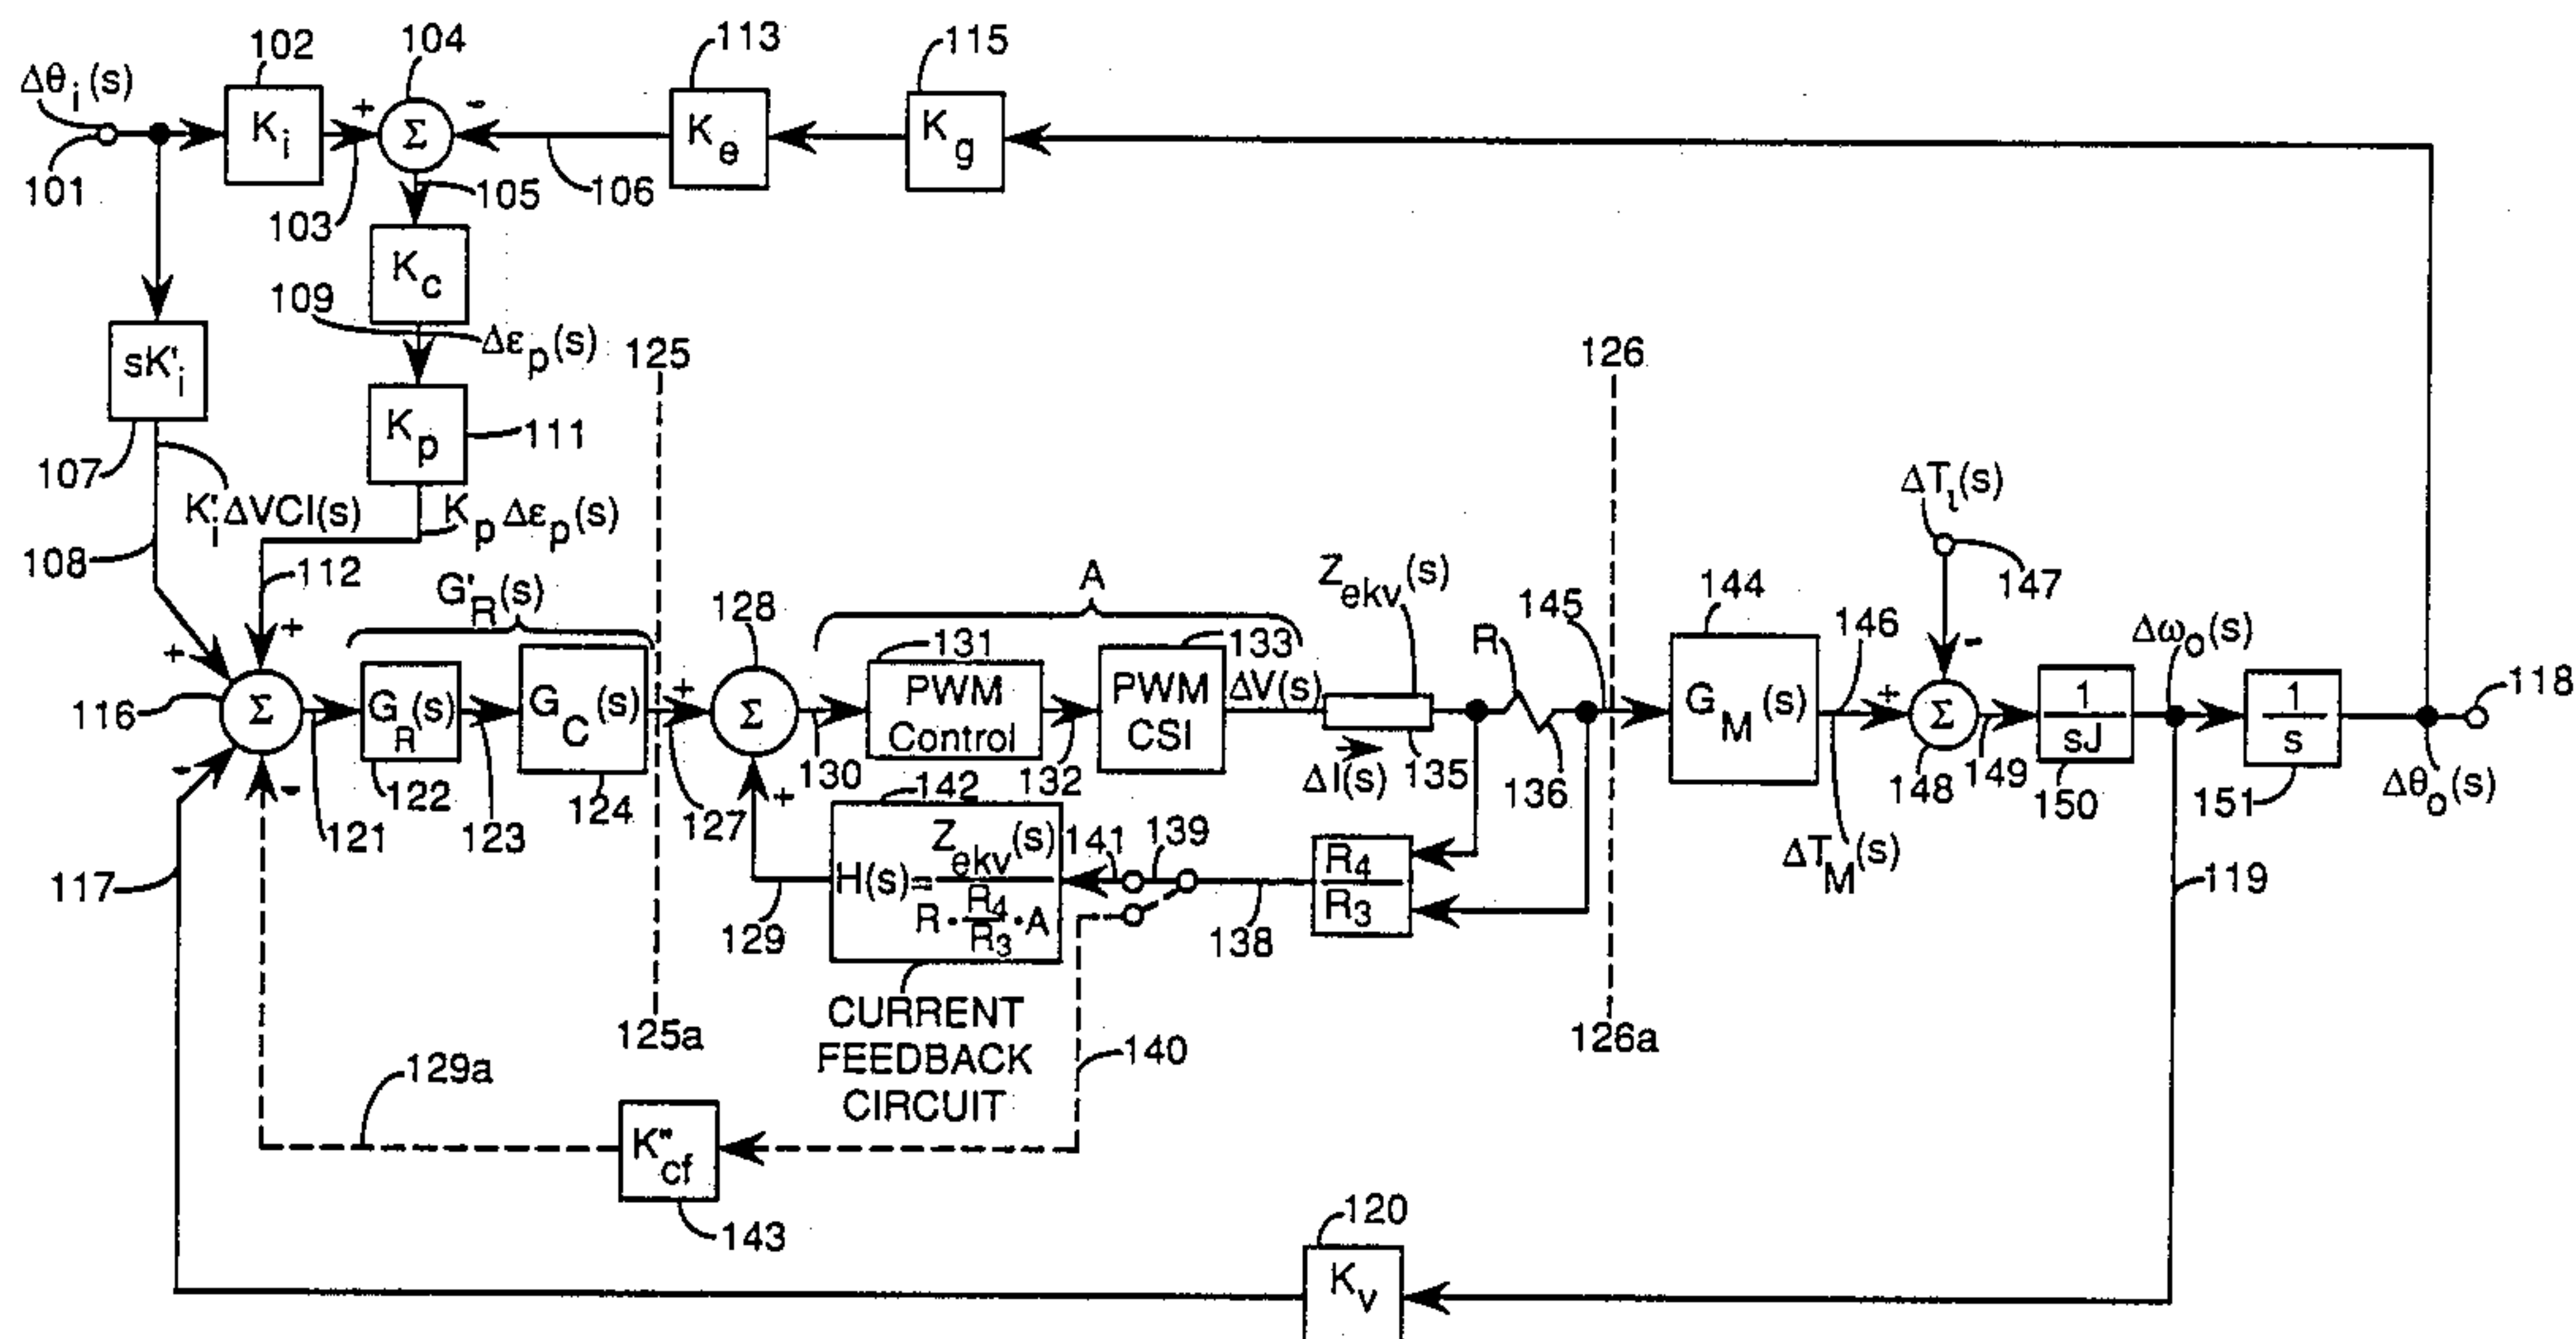 102
104
113
115
Δθi(s)
Ki
+
Σ
-
Ke
Kg
101
103
105
106
Kc
109
Δεp(s)
125
126
sK'i
Kp
111
107
K'iΔVCI(s)
KpΔεp(s)
108
112
G'R(s)
128
A
Zekv(s)
145
144
ΔTl(s)
147
146
Δωo(s)
+
+
131
133
R
116
Σ
GR(s)
GC(s)
+
Σ
PWM
Control
PWM
CSI
ΔV(s)
GM(s)
+
-
Σ
1
sJ
1
s
118
-
-
121
122
123
124
127
+
130
132
ΔI(s)
135
136
148
149
150
151
Δθo(s)
142
117
129
H(s)=
Zekv(s)
R·R4/R3·A
141
139
138
R4
R3
ΔTM(s)
119
125a
CURRENT
FEEDBACK
CIRCUIT
126a
140
129a
K"cf
143
120
Kv